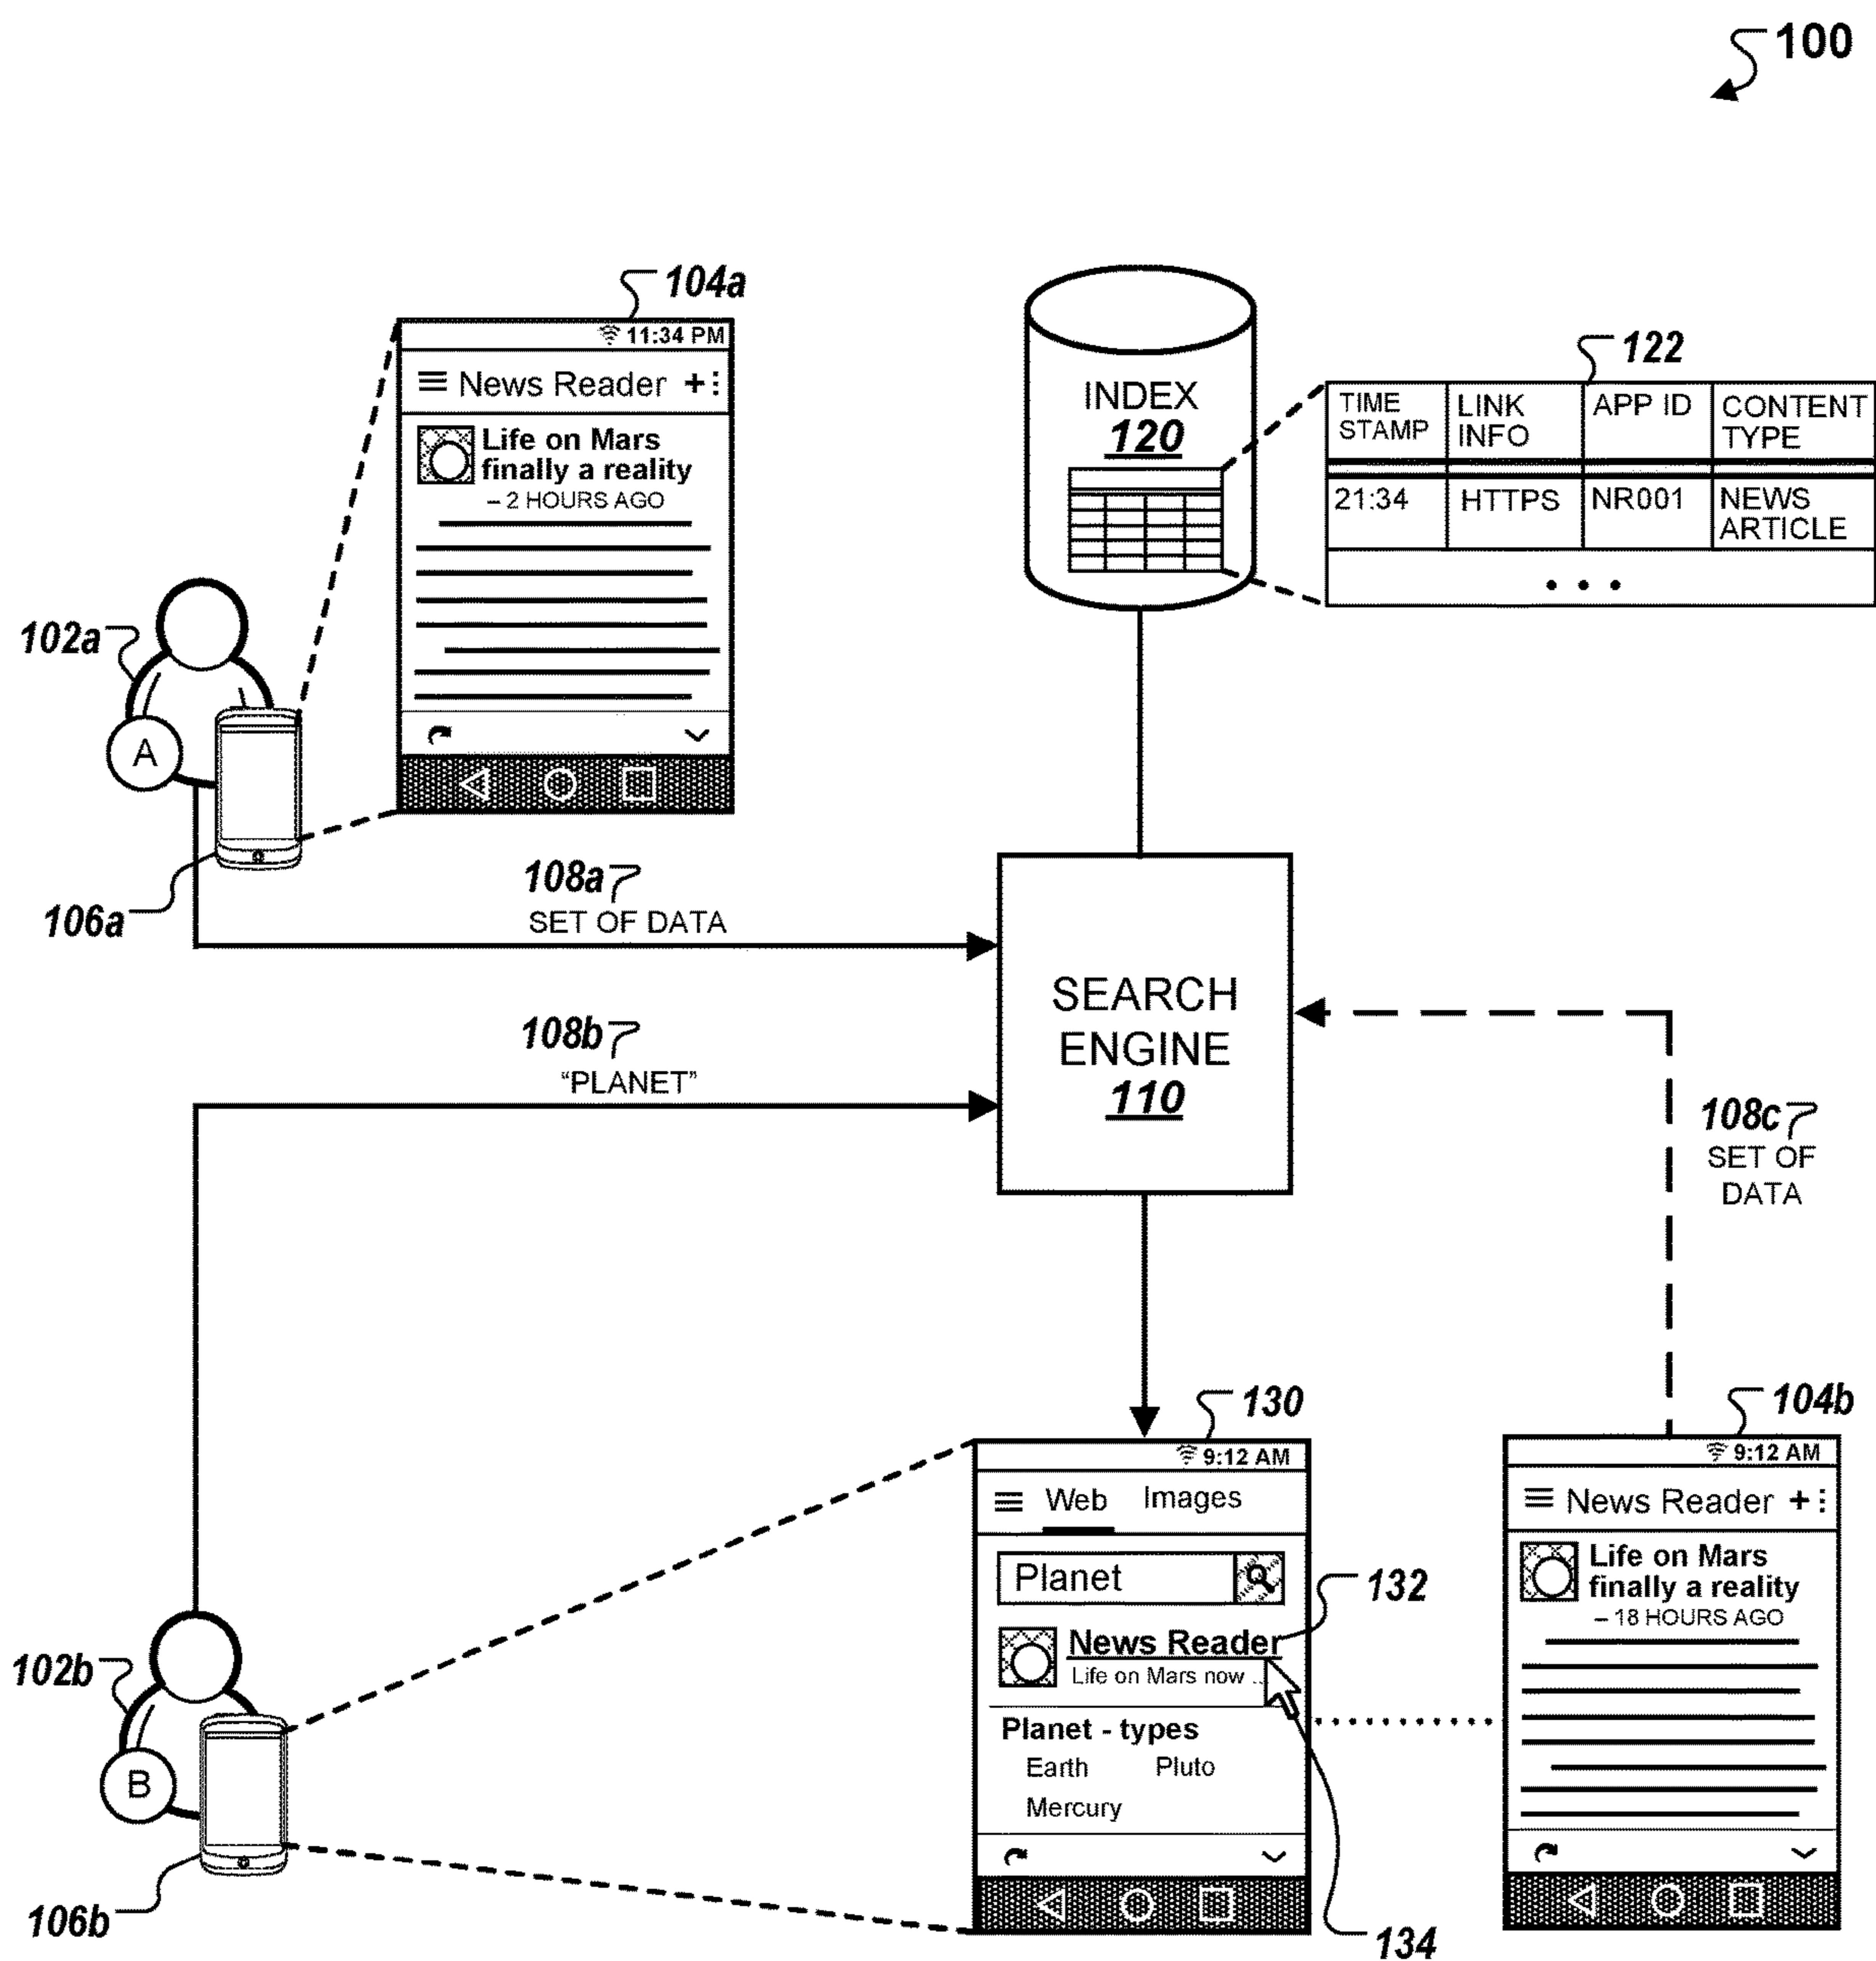 100
104a
11:34 PM
News Reader
Life on Mars
finally a reality
– 2 HOURS AGO
102a
A
106a
INDEX
120
122
TIME STAMP
LINK INFO
APP ID
CONTENT TYPE
21:34
HTTPS
NR001
NEWS ARTICLE
• • •
108a
SET OF DATA
108b
“PLANET”
SEARCH
ENGINE
110
108c
SET OF
DATA
102b
B
106b
130
9:12 AM
Web Images
Planet
132
News Reader
Life on Mars now ...
Planet - types
Earth Pluto
Mercury
134
104b
9:12 AM
News Reader
Life on Mars
finally a reality
– 18 HOURS AGO